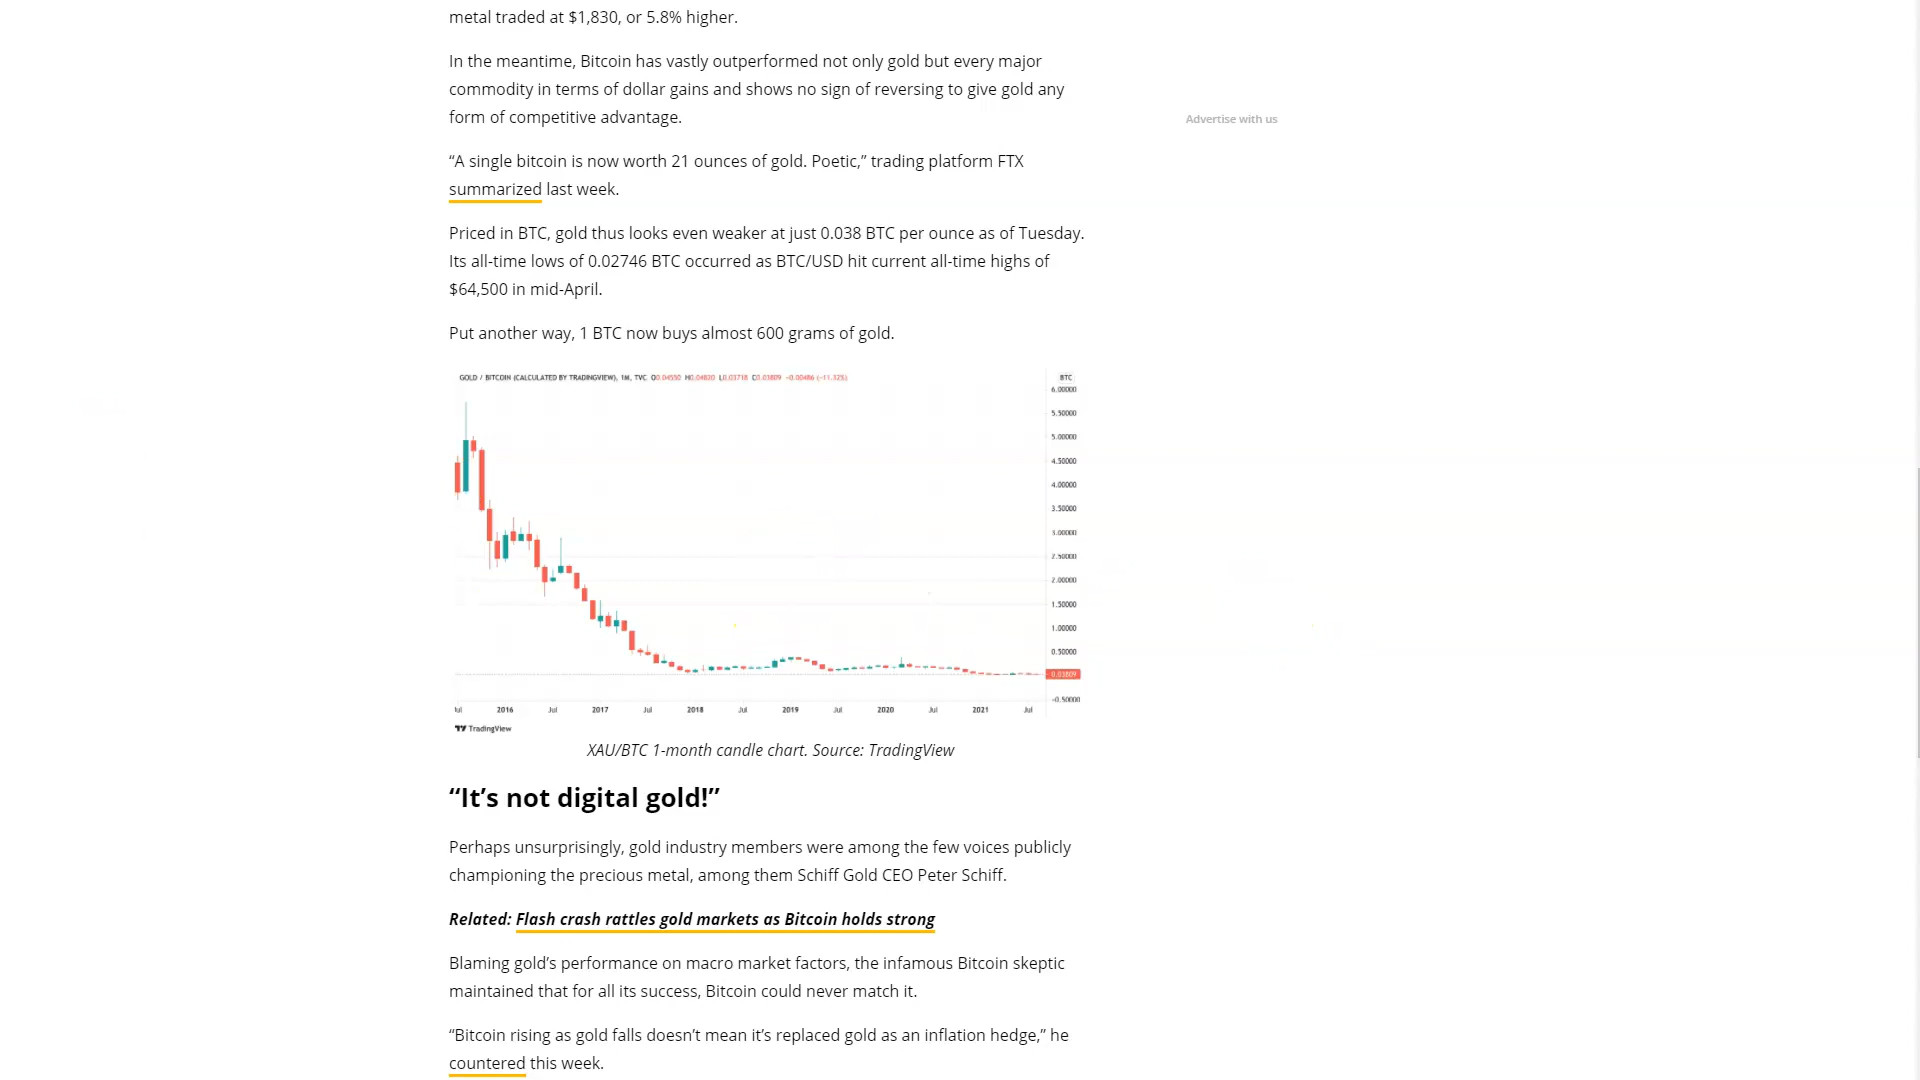 metal traded at $1,830, or 5.8% higher.
In the meantime, Bitcoin has vastly outperformed not only gold but every major
commodity in terms of dollar gains and shows no sign of reversing to give gold any
form of competitive advantage.
Advertise with us
“A single bitcoin is now worth 21 ounces of gold. Poetic,” trading platform FTX
summarized last week.
Priced in BTC, gold thus looks even weaker at just 0.038 BTC per ounce as of Tuesday.
Its all-time lows of 0.02746 BTC occurred as BTC/USD hit current all-time highs of
$64,500 in mid-April.
Put another way, 1 BTC now buys almost 600 grams of gold.
GOLD / BITCOIN (CALCULATED BY TRADINGVIEW), 1M, TVC O0.04550 H0.04820 L0.03718 C0.03809 −0.00486 (−11.32%)
BTC
6.00000
5.50000
5.00000
4.50000
4.00000
3.50000
3.00000
2.50000
2.00000
1.50000
1.00000
0.50000
0.03809
−0.50000
2016 Jul 2017 Jul 2018 Jul 2019 Jul 2020 Jul 2021 Jul
TradingView
XAU/BTC 1-month candle chart. Source: TradingView
“It’s not digital gold!”
Perhaps unsurprisingly, gold industry members were among the few voices publicly
championing the precious metal, among them Schiff Gold CEO Peter Schiff.
Related: Flash crash rattles gold markets as Bitcoin holds strong
Blaming gold’s performance on macro market factors, the infamous Bitcoin skeptic
maintained that for all its success, Bitcoin could never match it.
“Bitcoin rising as gold falls doesn’t mean it’s replaced gold as an inflation hedge,” he
countered this week.